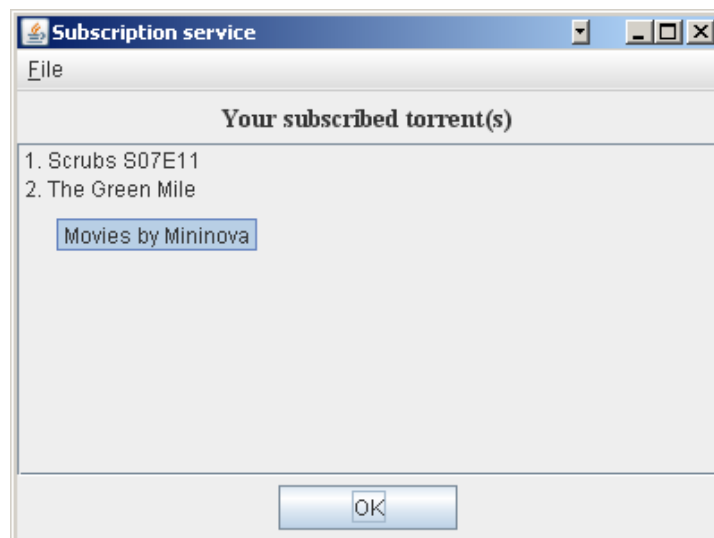 Subscription service
File
Your subscribed torrent(s)
1. Scrubs S07E11
2. The Green Mile
Movies by Mininova
OK